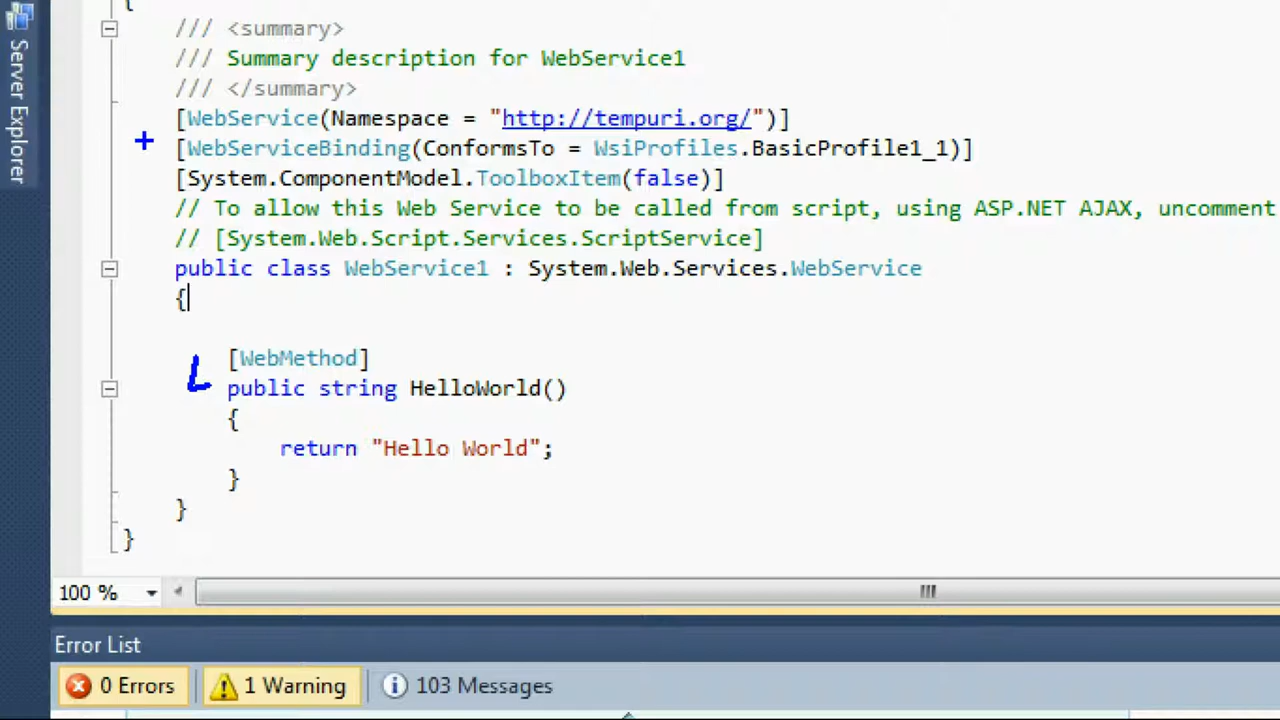 Server Explorer
{
/// <summary>
/// Summary description for WebService1
/// </summary>
[WebService(Namespace = "http://tempuri.org/")]
[WebServiceBinding(ConformsTo = WsiProfiles.BasicProfile1_1)]
[System.ComponentModel.ToolboxItem(false)]
// To allow this Web Service to be called from script, using ASP.NET AJAX, uncomment
// [System.Web.Script.Services.ScriptService]
public class WebService1 : System.Web.Services.WebService
{
[WebMethod]
public string HelloWorld()
{
return "Hello World";
}
}
}
100 %
Error List
0 Errors 1 Warning 103 Messages